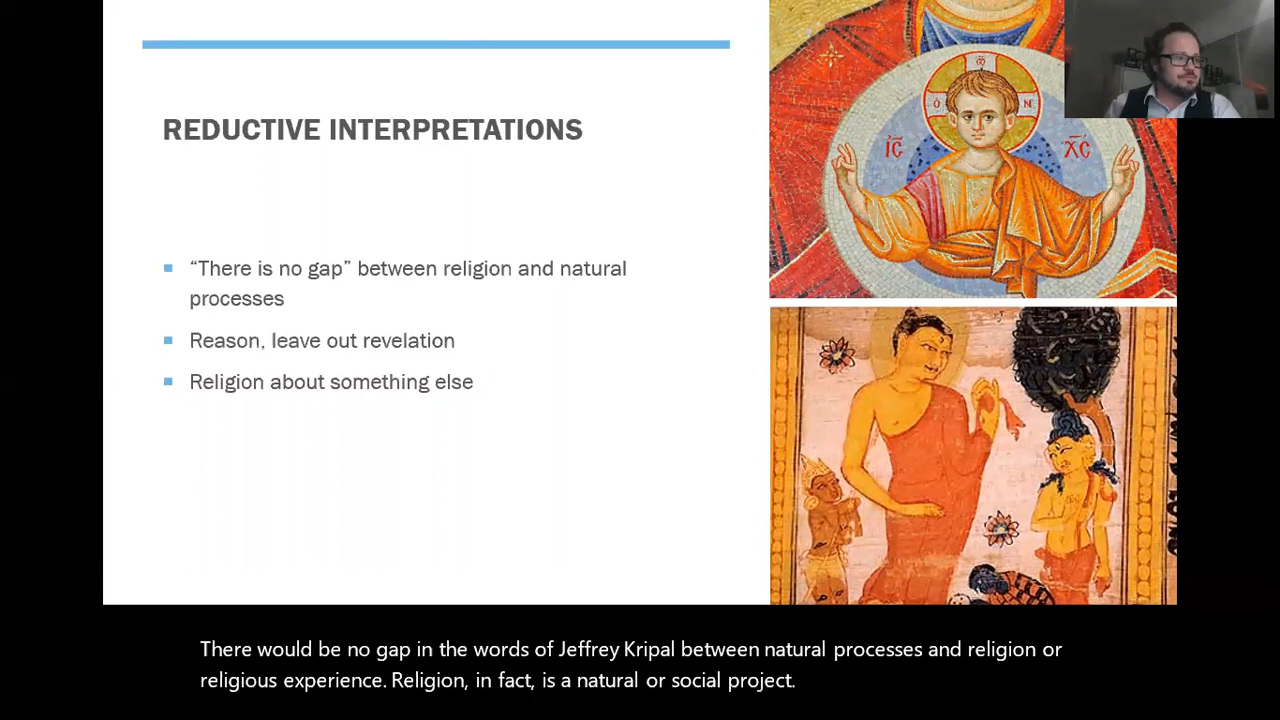 REDUCTIVE INTERPRETATIONS
“There is no gap” between religion and natural
processes
Reason, leave out revelation
Religion about something else
Ὁ Ν
ἸC̅ X̅C
There would be no gap in the words of Jeffrey Kripal between natural processes and religion or
religious experience. Religion, in fact, is a natural or social project.